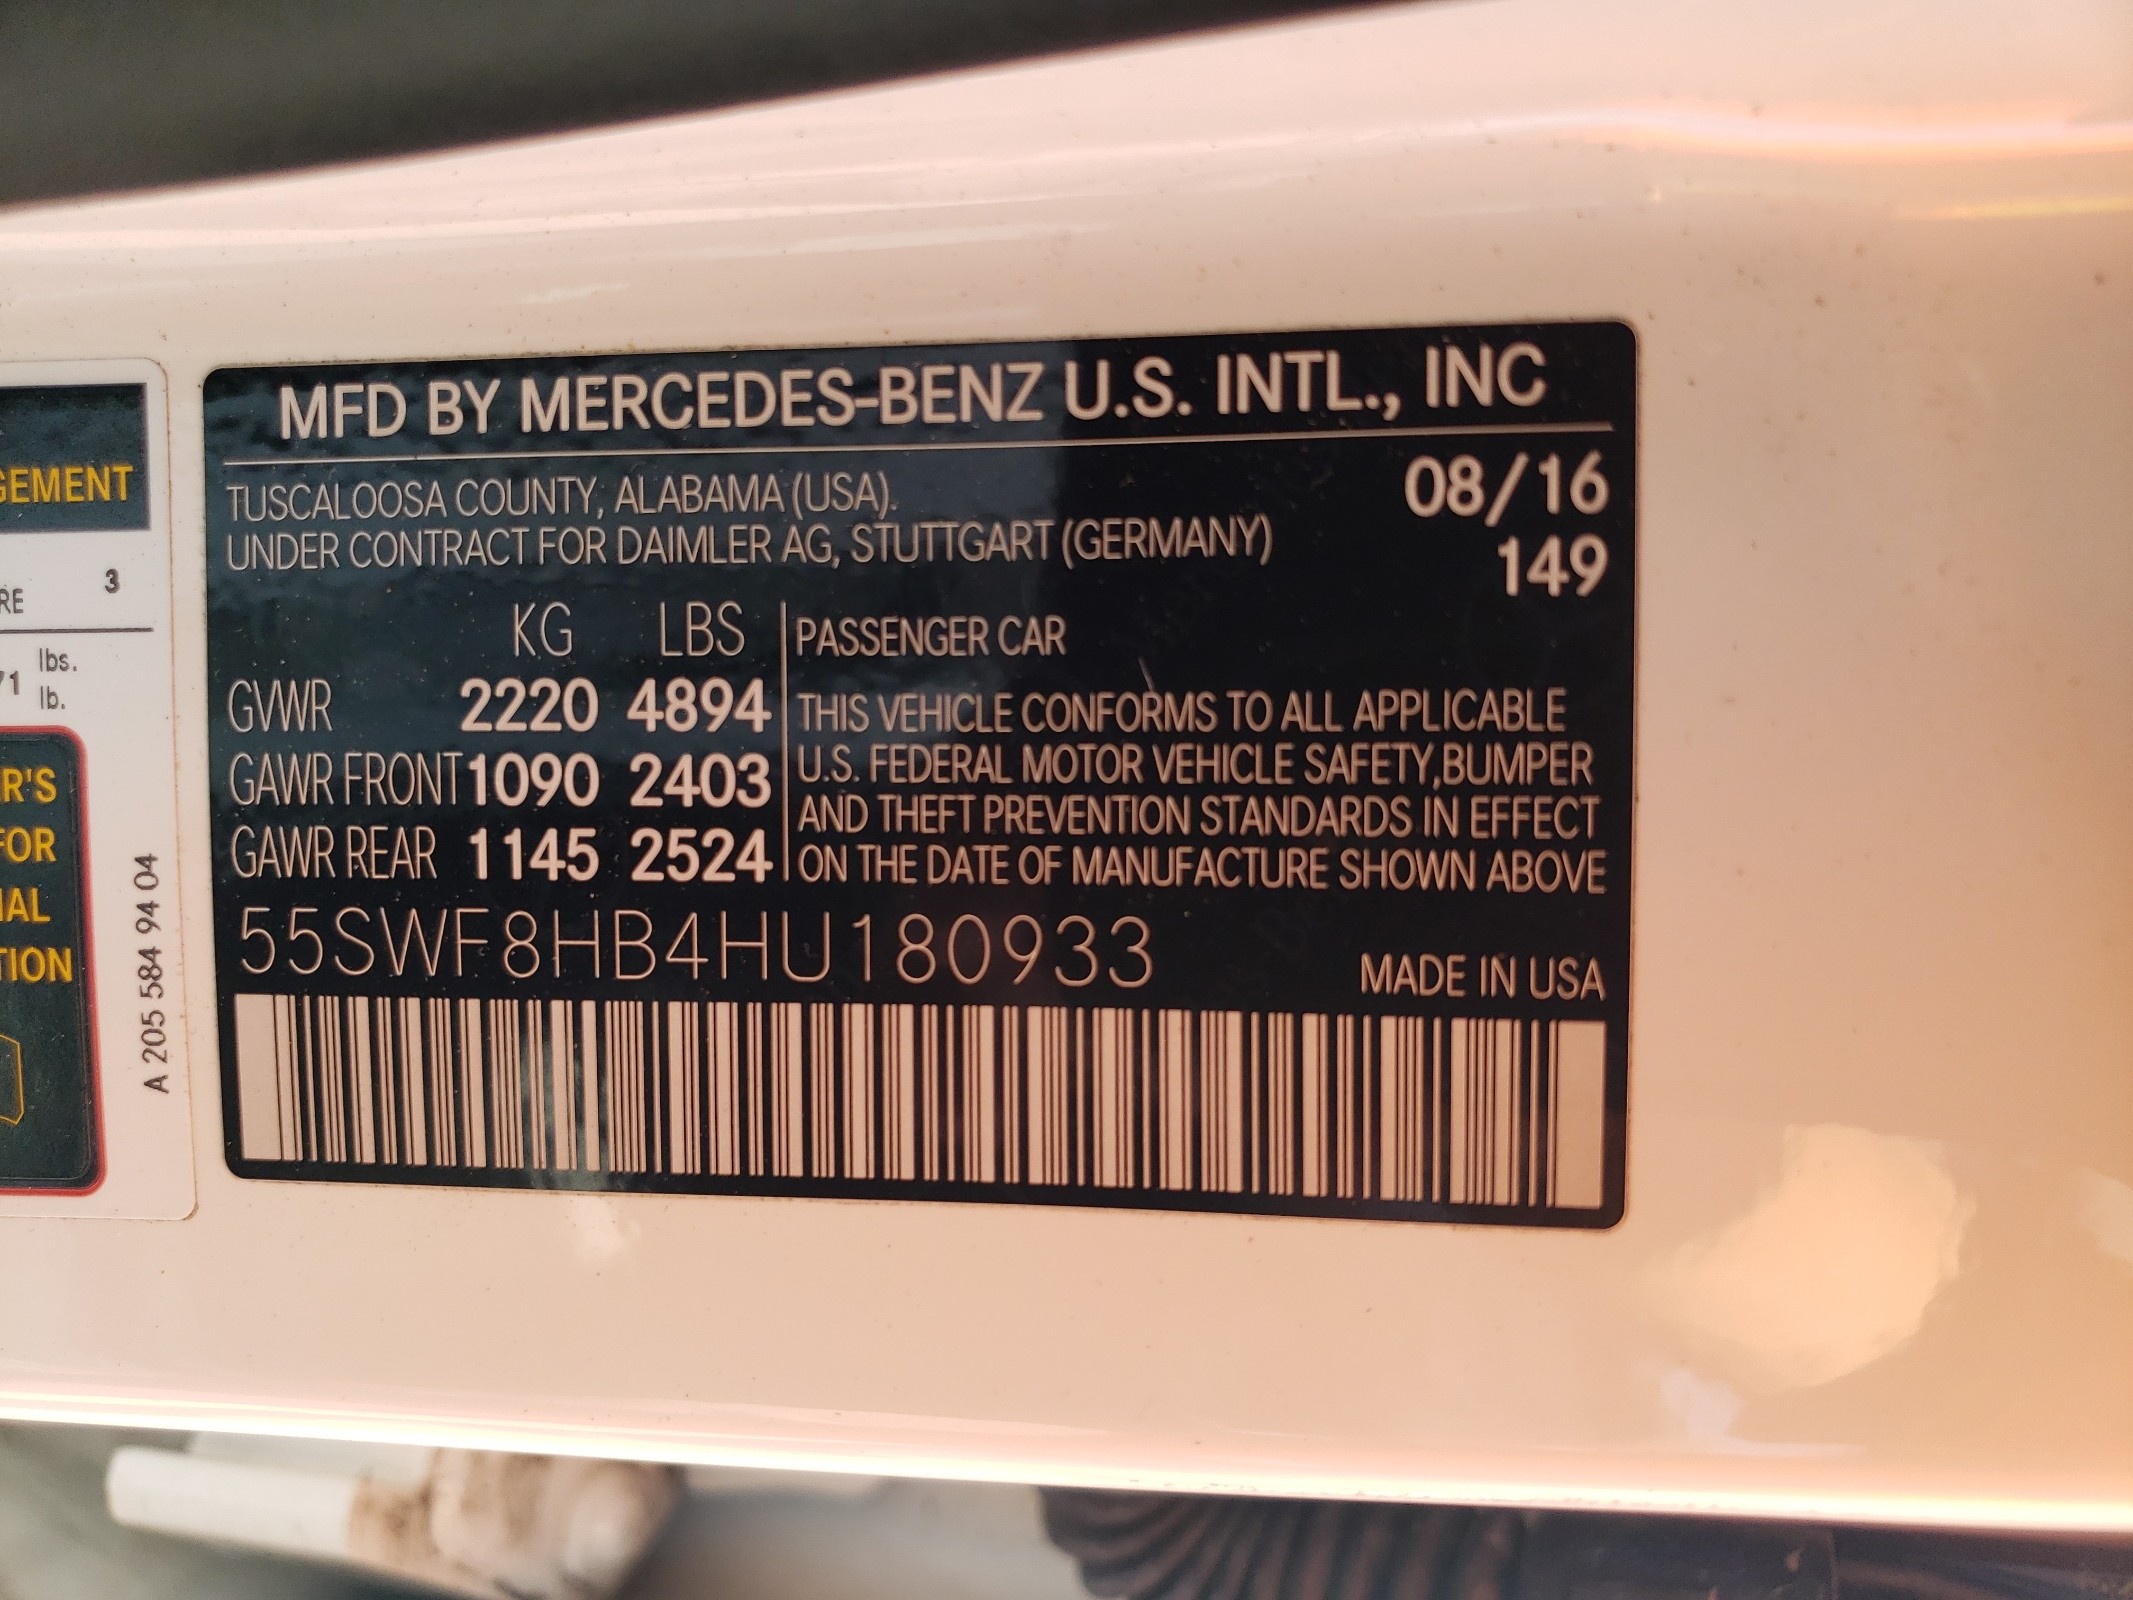 GEMENT
RE 3
71 lbs.
lb.
R'S
FOR
IAL
TION
A 205 584 94 04
MFD BY MERCEDES-BENZ U.S. INTL., INC
TUSCALOOSA COUNTY, ALABAMA (USA). 08/16
UNDER CONTRACT FOR DAIMLER AG, STUTTGART (GERMANY) 149
KG LBS
GVWR 2220 4894
GAWR FRONT 1090 2403
GAWR REAR 1145 2524
PASSENGER CAR
THIS VEHICLE CONFORMS TO ALL APPLICABLE
U.S. FEDERAL MOTOR VEHICLE SAFETY,BUMPER
AND THEFT PREVENTION STANDARDS IN EFFECT
ON THE DATE OF MANUFACTURE SHOWN ABOVE
55SWF8HB4HU180933
MADE IN USA